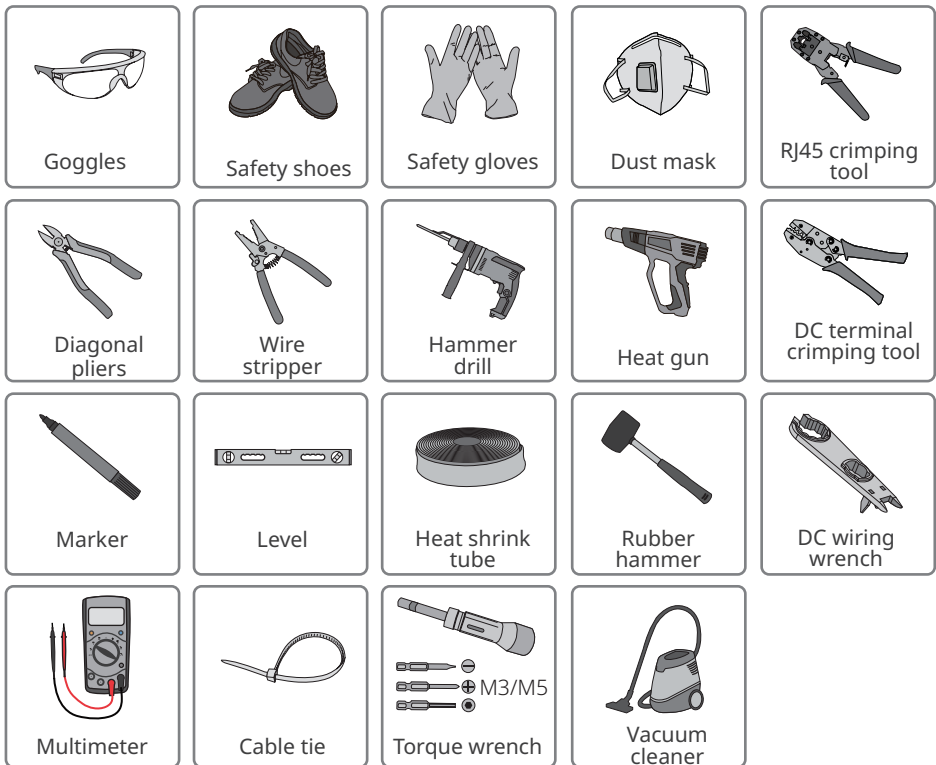 Goggles
Safety shoes
Safety gloves
Dust mask
RJ45 crimping
tool
Diagonal
pliers
Wire
stripper
Hammer
drill
Heat gun
DC terminal
crimping tool
Marker
Level
Heat shrink
tube
Rubber
hammer
DC wiring
wrench
M3/M5
Multimeter
Cable tie
Torque wrench
Vacuum
cleaner